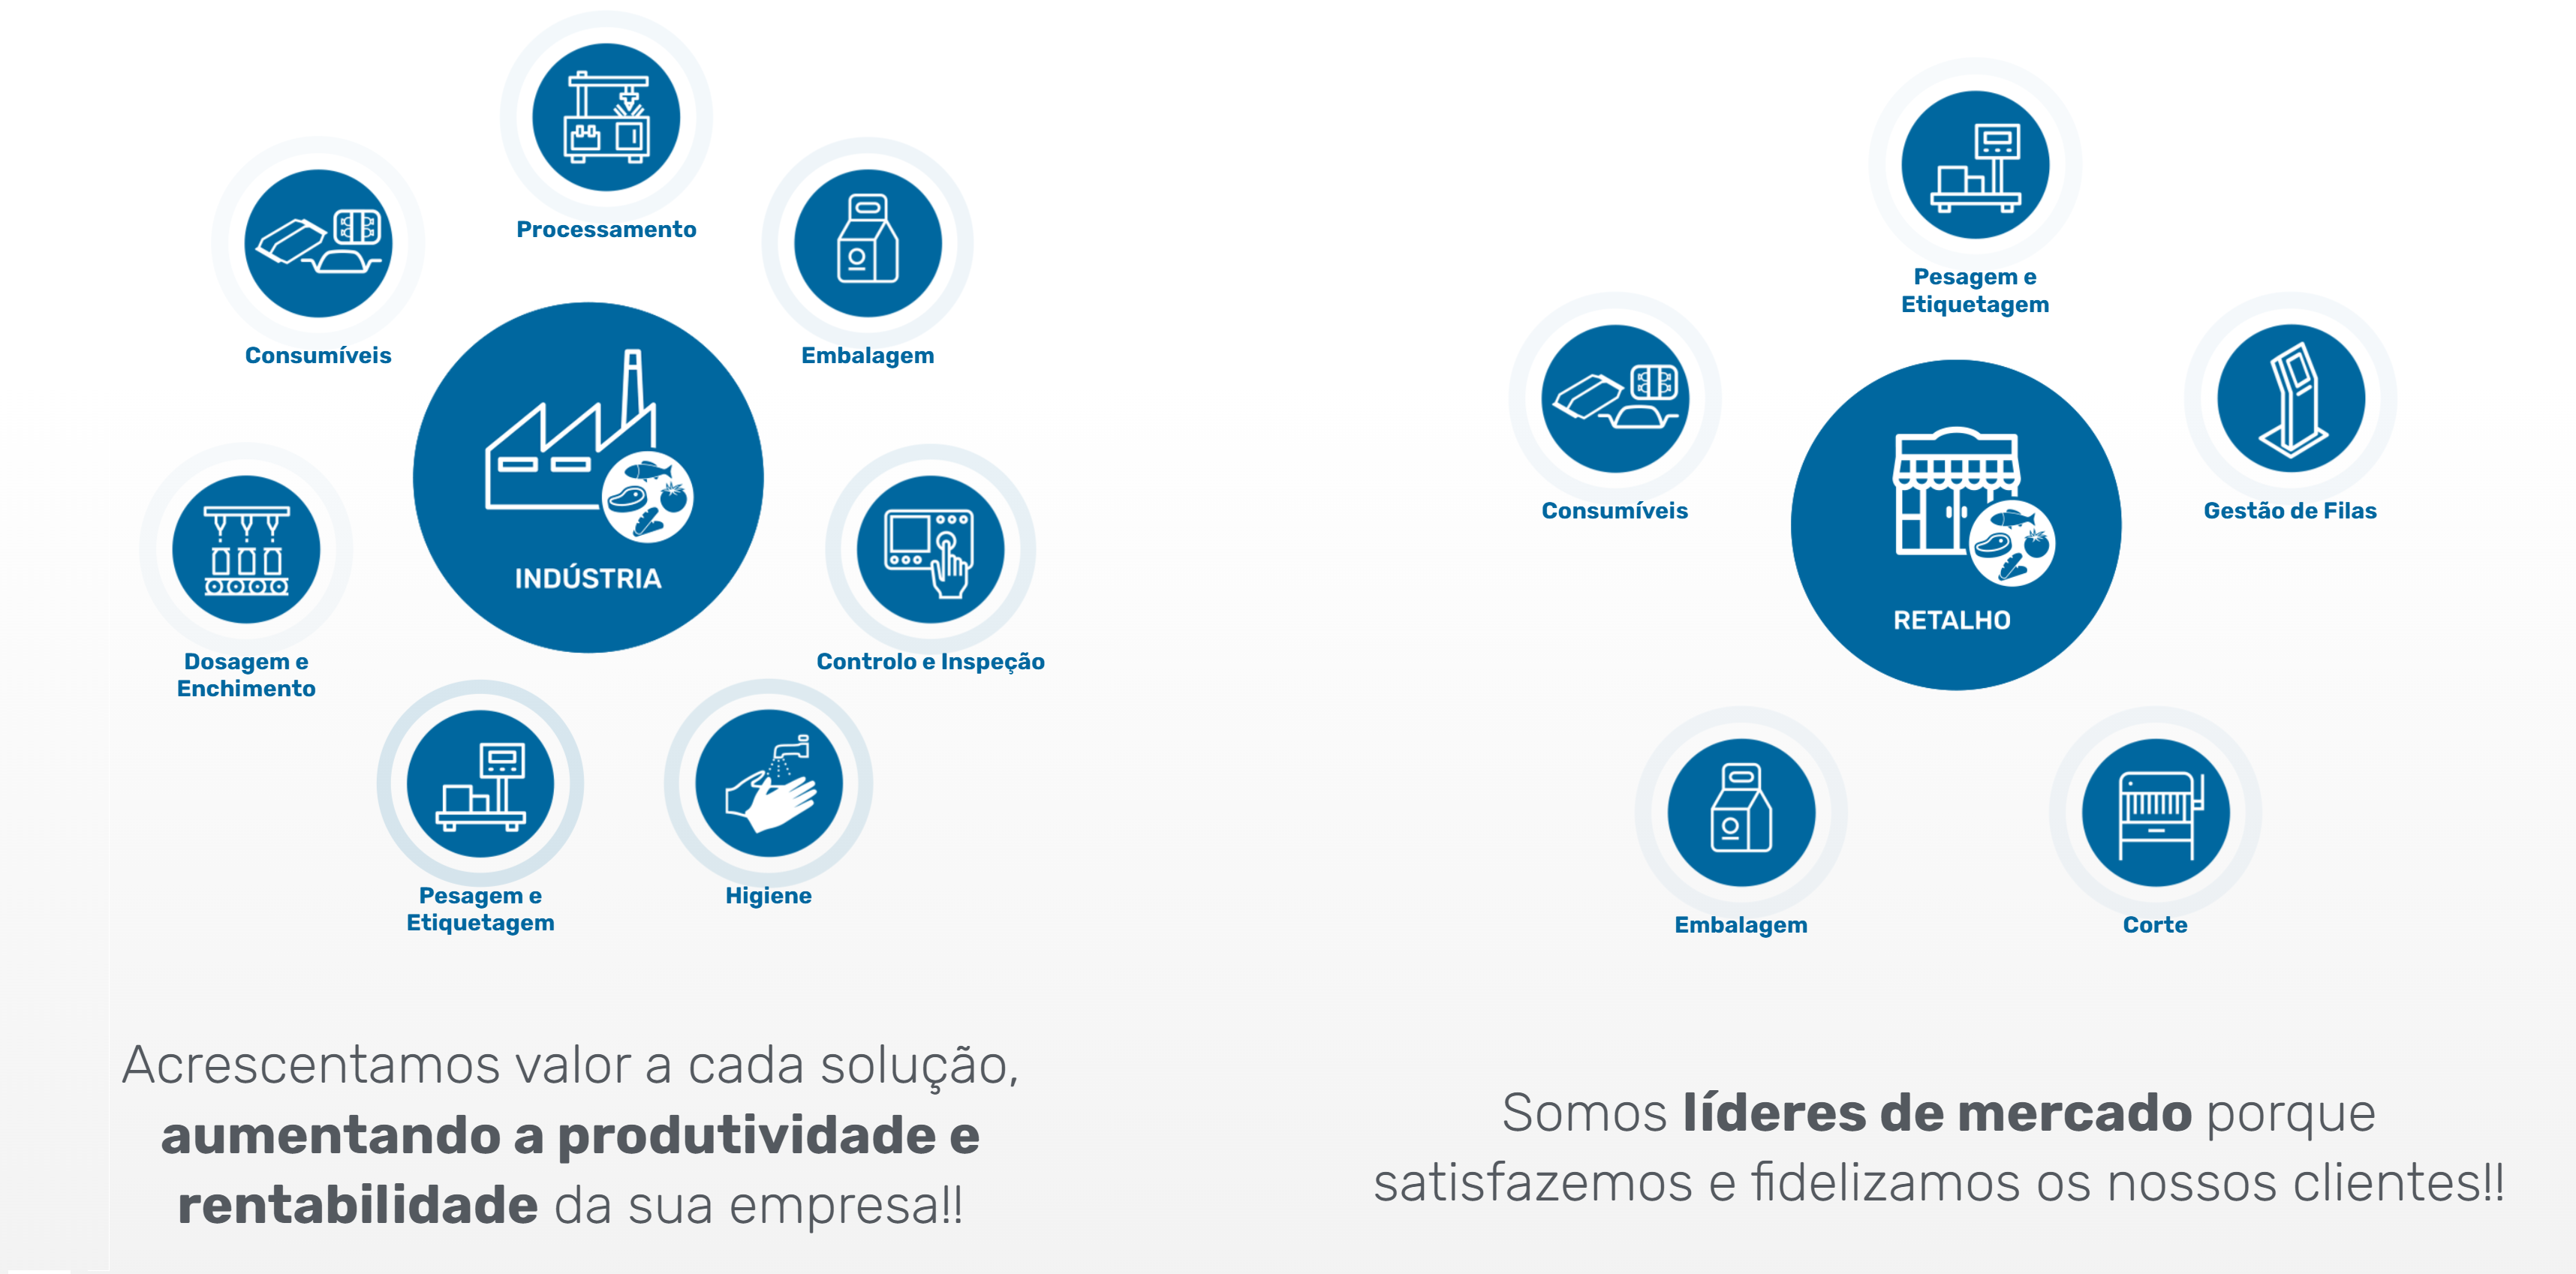 Processamento
Consumíveis
Embalagem
INDÚSTRIA
Dosagem e
Enchimento
Controlo e Inspeção
Pesagem e
Etiquetagem
Higiene
Acrescentamos valor a cada solução,
aumentando a produtividade e
rentabilidade da sua empresa!!
Pesagem e
Etiquetagem
Consumíveis
Gestão de Filas
RETALHO
Embalagem
Corte
Somos líderes de mercado porque
satisfazemos e fidelizamos os nossos clientes!!